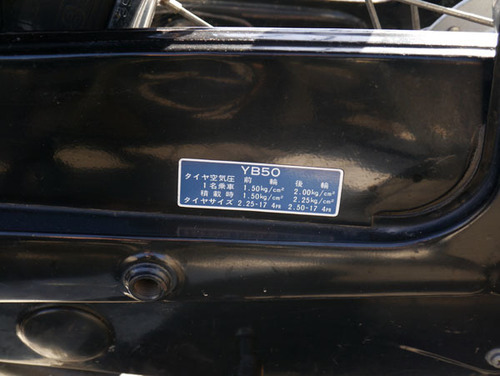 YB50
タイヤ空気圧 前輪 後輪
1名乗車 1.50kg/cm² 2.00kg/cm²
積載時 1.50kg/cm² 2.25kg/cm²
タイヤサイズ 2.25-17 4PR 2.50-17 4PR